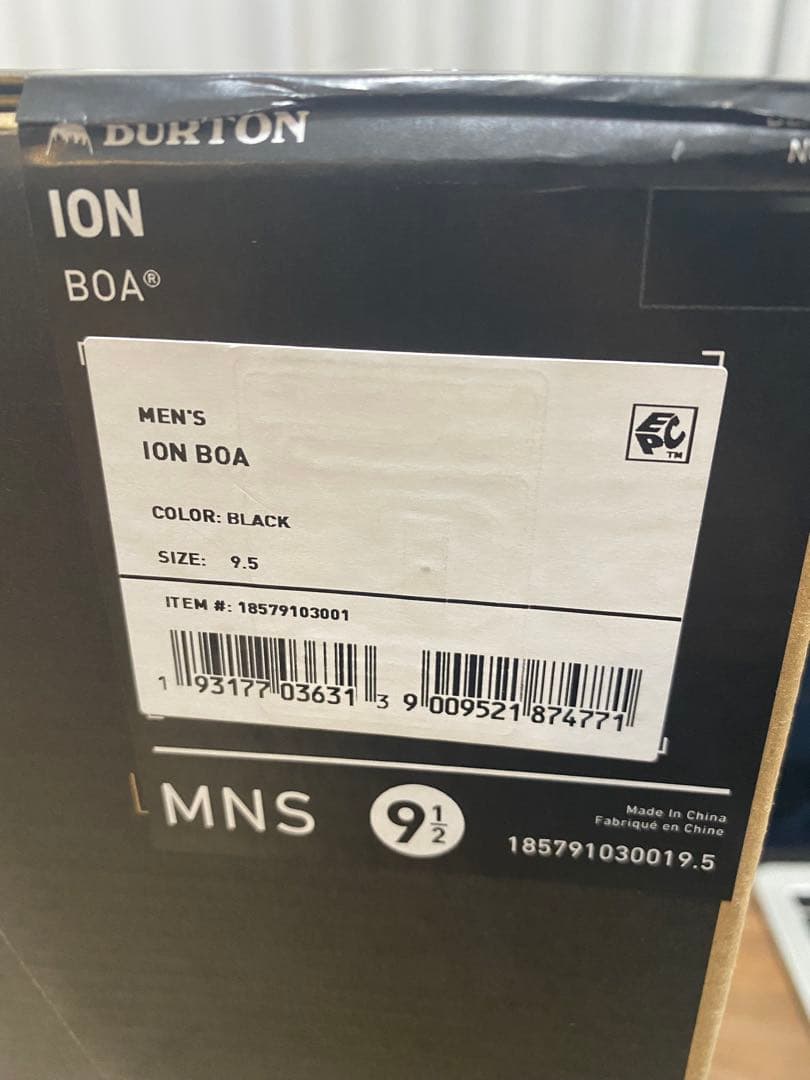 BURTON
ION
BOA®
MEN'S
ION BOA
EPC™
COLOR: BLACK
SIZE: 9.5
ITEM #: 18579103001
1 93177 03631 3
9 009521 874771
MNS 9½
Made In China
Fabriqué en Chine
185791030019.5